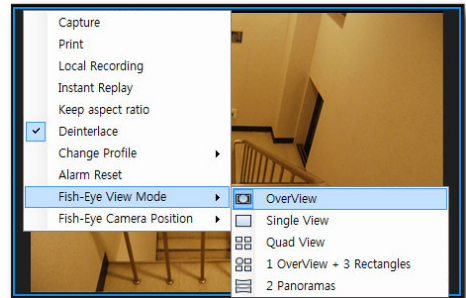 Capture
Print
Local Recording
Instant Replay
Keep aspect ratio
Deinterlace
Change Profile
Alarm Reset
Fish-Eye View Mode
Fish-Eye Camera Position
OverView
Single View
Quad View
1 OverView + 3 Rectangles
2 Panoramas